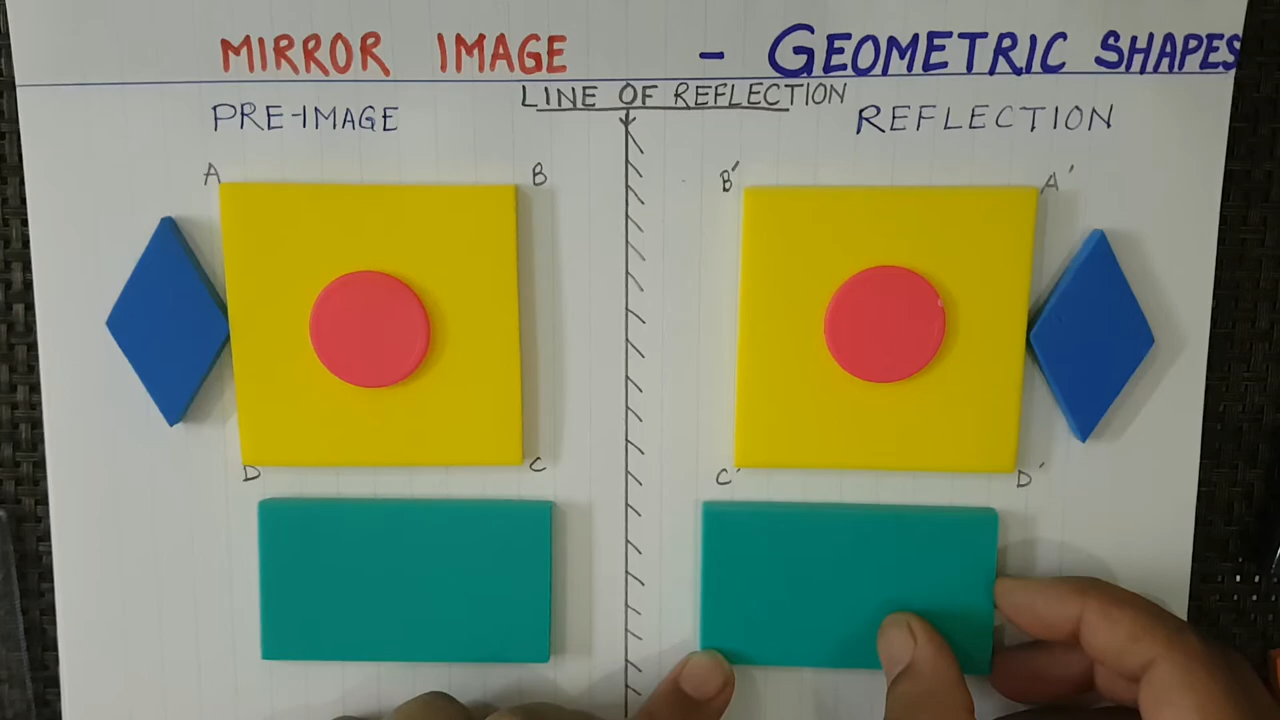 MIRROR IMAGE - GEOMETRIC SHAPES
LINE OF REFLECTION
PRE-IMAGE
REFLECTION
A B
B' A'
D C
C' D'